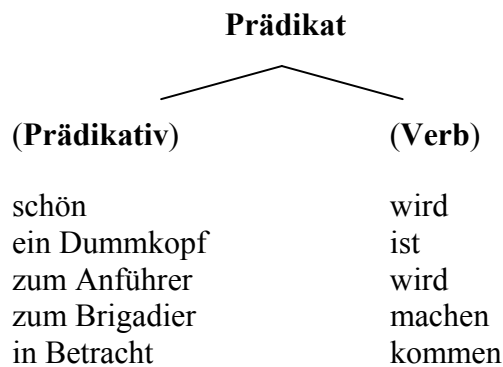 Prädikat
(Prädikativ) (Verb)
schön wird
ein Dummkopf ist
zum Anführer wird
zum Brigadier machen
in Betracht kommen